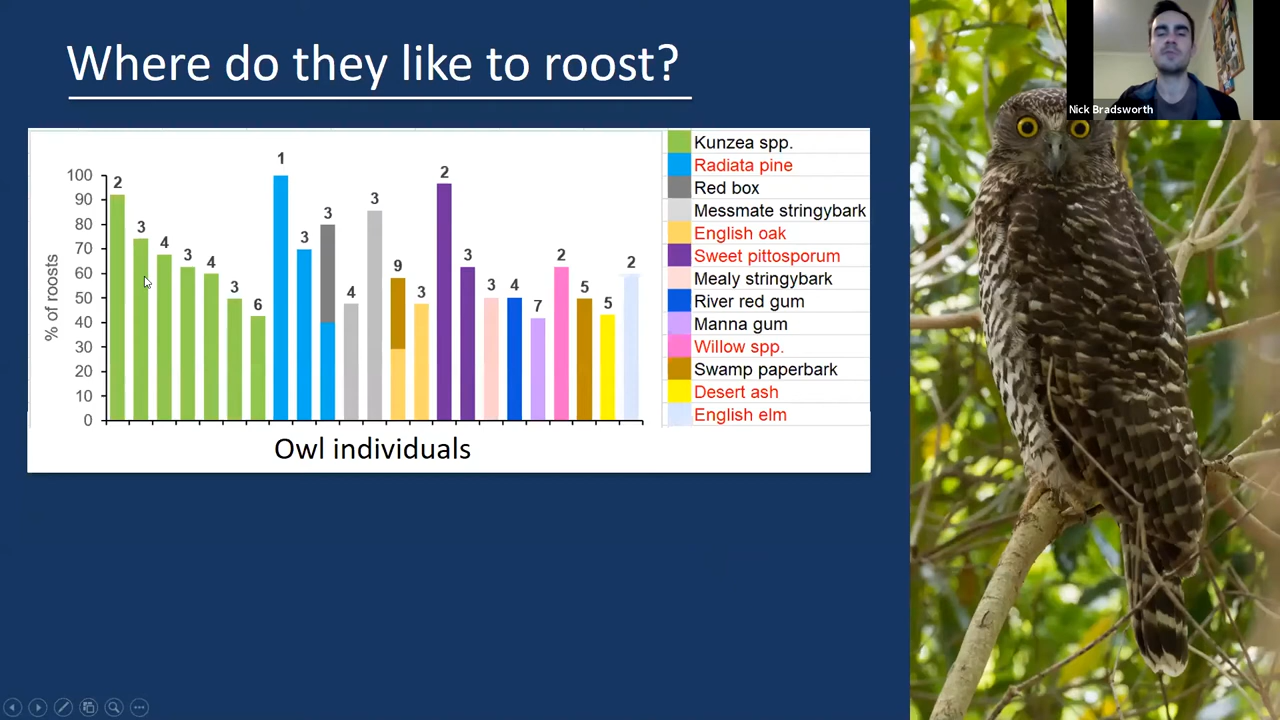 Where do they like to roost?
Nick Bradsworth
% of roosts
100
90
80
70
60
50
40
30
20
10
0
2
3
4
3
4
3
6
1
3
3
4
3
9
3
2
3
3
4
7
2
5
5
2
Owl individuals
Kunzea spp.
Radiata pine
Red box
Messmate stringybark
English oak
Sweet pittosporum
Mealy stringybark
River red gum
Manna gum
Willow spp.
Swamp paperbark
Desert ash
English elm